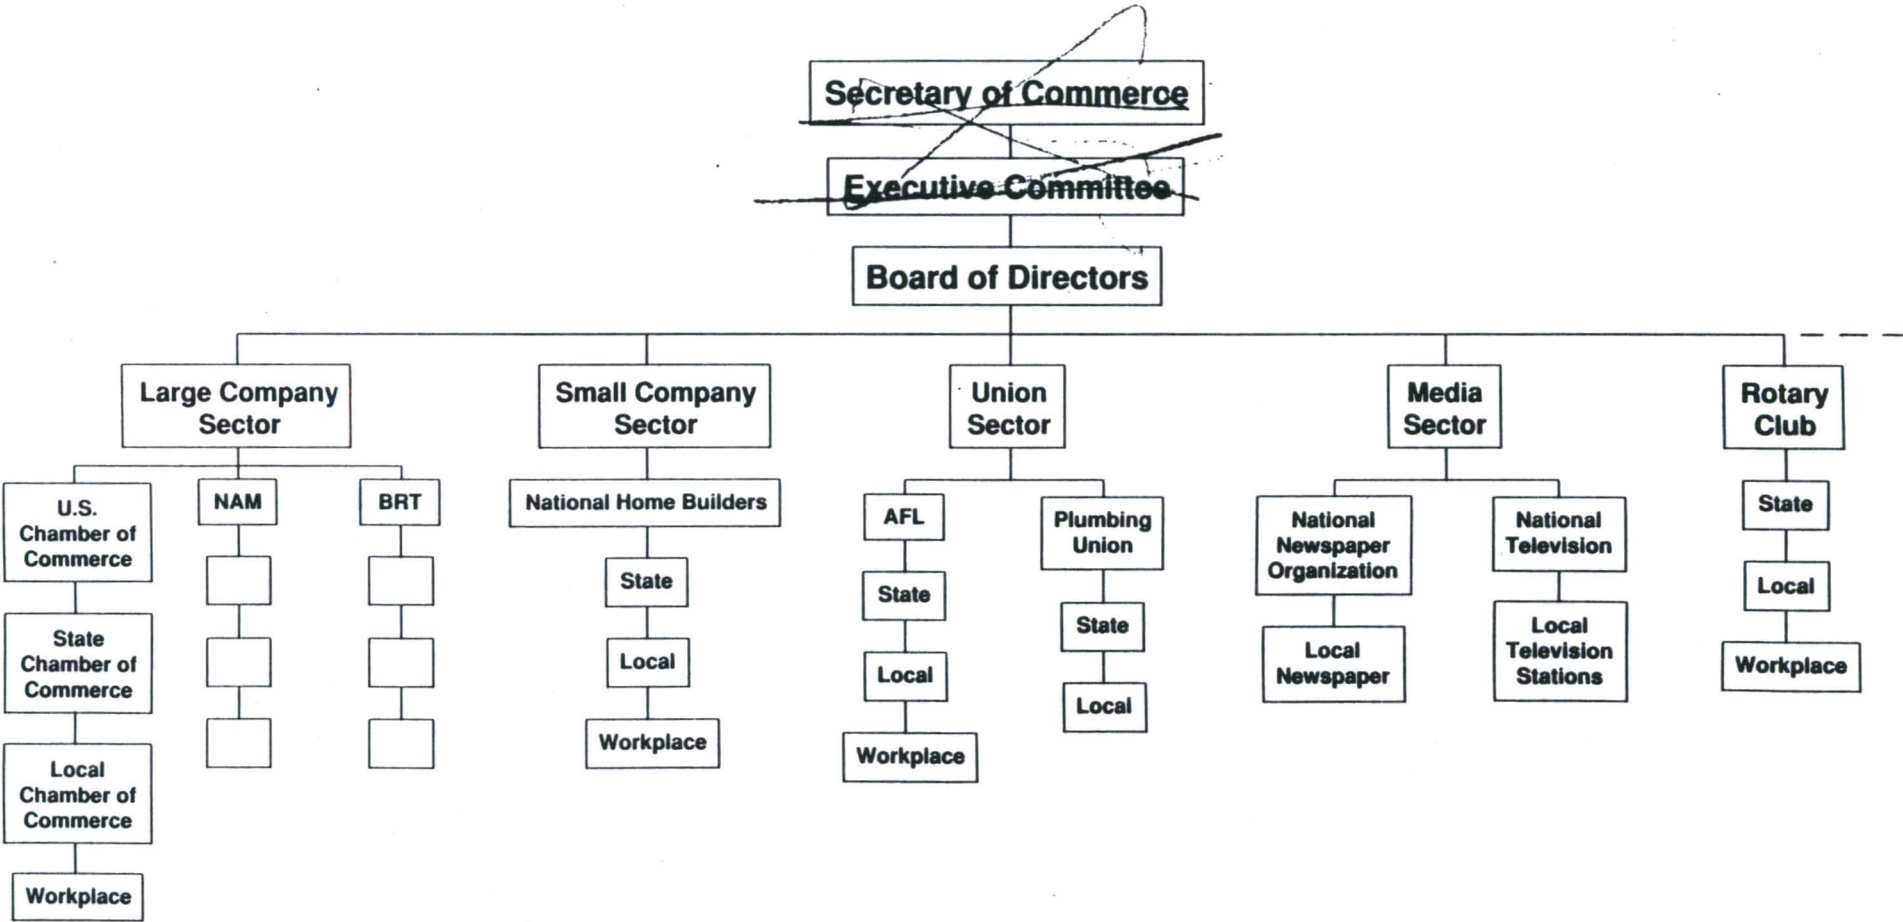 Secretary of Commerce
Executive Committee
Board of Directors
Large Company
Sector
Small Company
Sector
Union
Sector
Media
Sector
Rotary
Club
U.S.
Chamber of
Commerce
State
Chamber of
Commerce
Local
Chamber of
Commerce
Workplace
NAM
BRT
National Home Builders
State
Local
Workplace
AFL
State
Local
Workplace
Plumbing
Union
State
Local
National
Newspaper
Organization
Local
Newspaper
National
Television
Local
Television
Stations
State
Local
Workplace